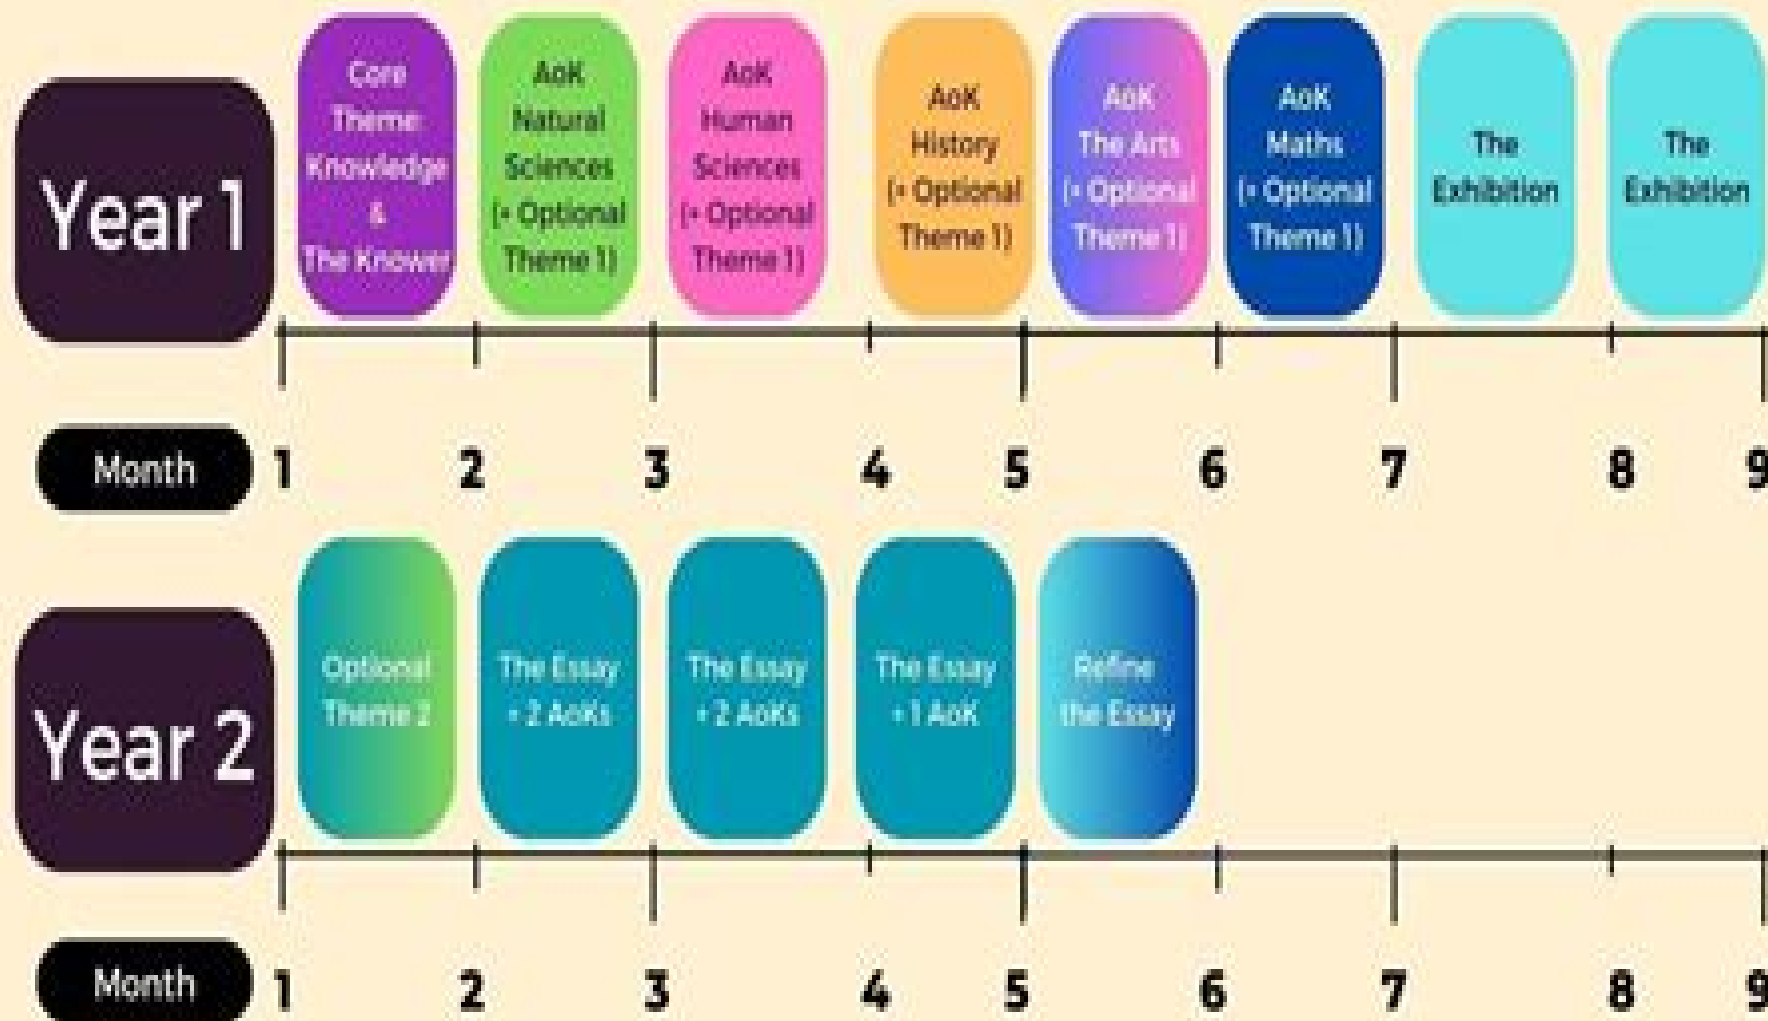 Year 1
Core
Theme:
Knowledge
&
The Knower
AoK
Natural
Sciences
(+ Optional
Theme 1)
AoK
Human
Sciences
(+ Optional
Theme 1)
AoK
History
(+ Optional
Theme 1)
AoK
The Arts
(+ Optional
Theme 1)
AoK
Maths
(+ Optional
Theme 1)
The
Exhibition
The
Exhibition
Month 1 2 3 4 5 6 7 8 9
Year 2
Optional
Theme 2
The Essay
+ 2 AoKs
The Essay
+ 2 AoKs
The Essay
+ 1 AoK
Refine
the Essay
Month 1 2 3 4 5 6 7 8 9